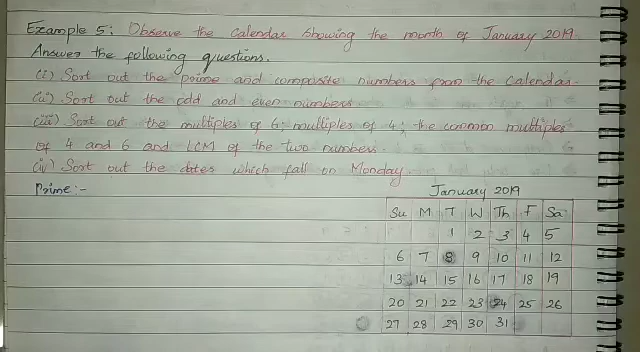 Example 5: Observe the Calendar showing the month of January 2019.
Answer the following questions.
(i) Sort out the prime and composite numbers from the calendar.
(ii) Sort out the odd and even numbers.
(iii) Sort out the multiples of 6; multiples of 4; the common multiples
of 4 and 6 and LCM of the two numbers.
(iv) Sort out the dates which fall on Monday
Prime:-
January 2019
Su M T W Th F Sa
1 2 3 4 5
6 7 8 9 10 11 12
13 14 15 16 17 18 19
20 21 22 23 24 25 26
27 28 29 30 31